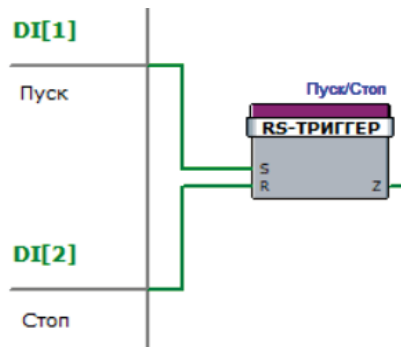 DI[1]
Пуск
Пуск/Стоп
RS-ТРИГГЕР
S
R Z
DI[2]
Стоп